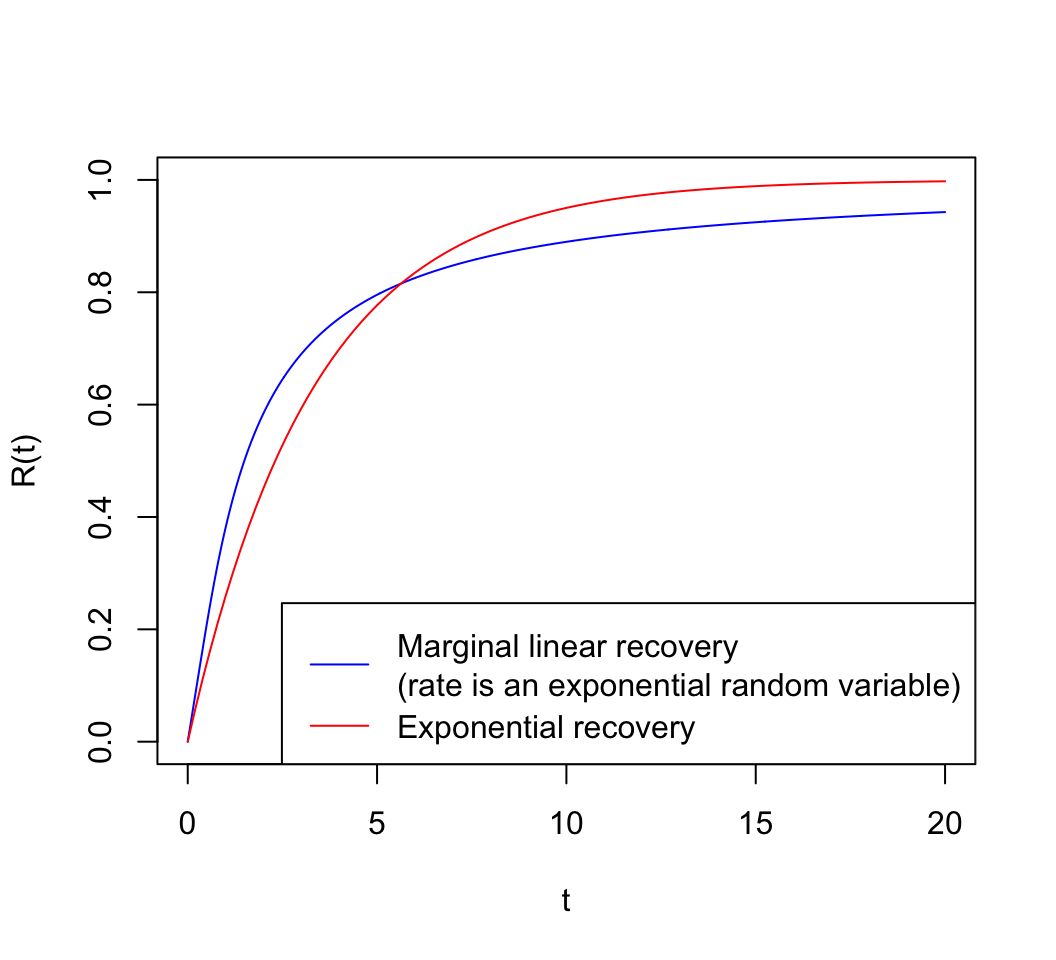 1.0
0.8
0.6
0.4
0.2
0.0
R(t)
Marginal linear recovery
(rate is an exponential random variable)
Exponential recovery
0 5 10 15 20
t